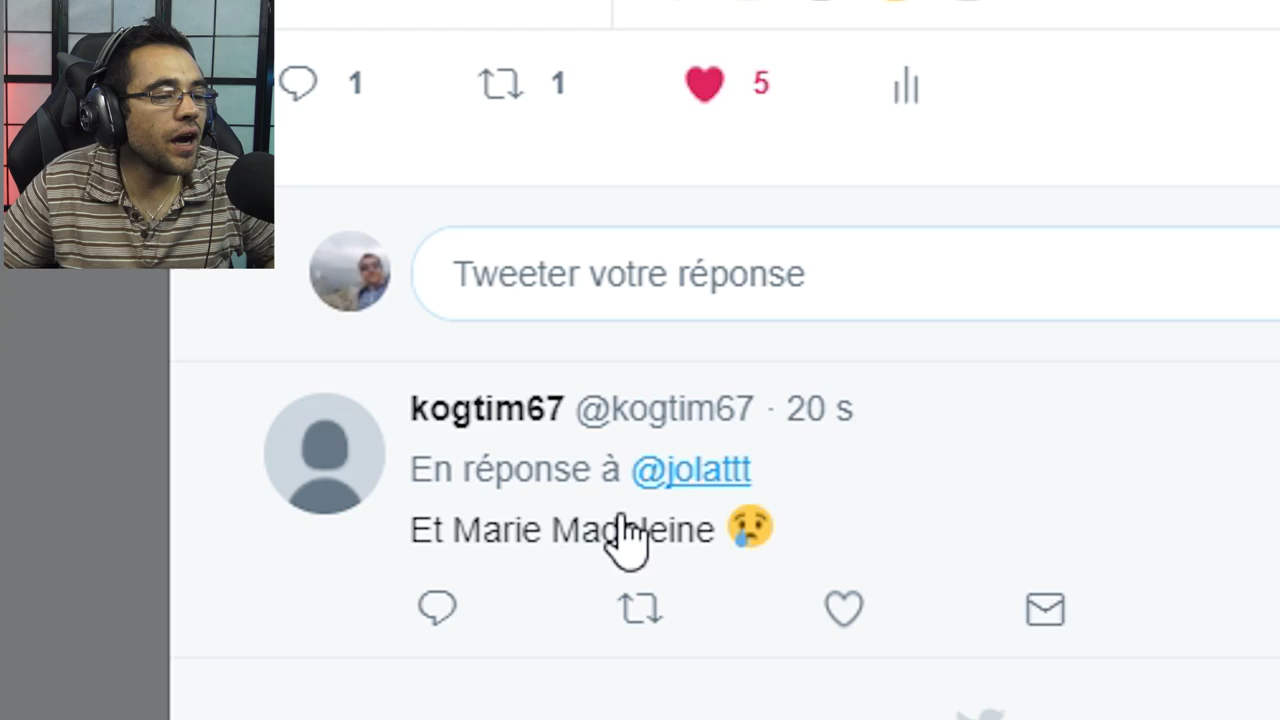 1 1 5
Tweeter votre réponse
kogtim67 @kogtim67 · 20 s
En réponse à @jolattt
Et Marie Madeleine 😢